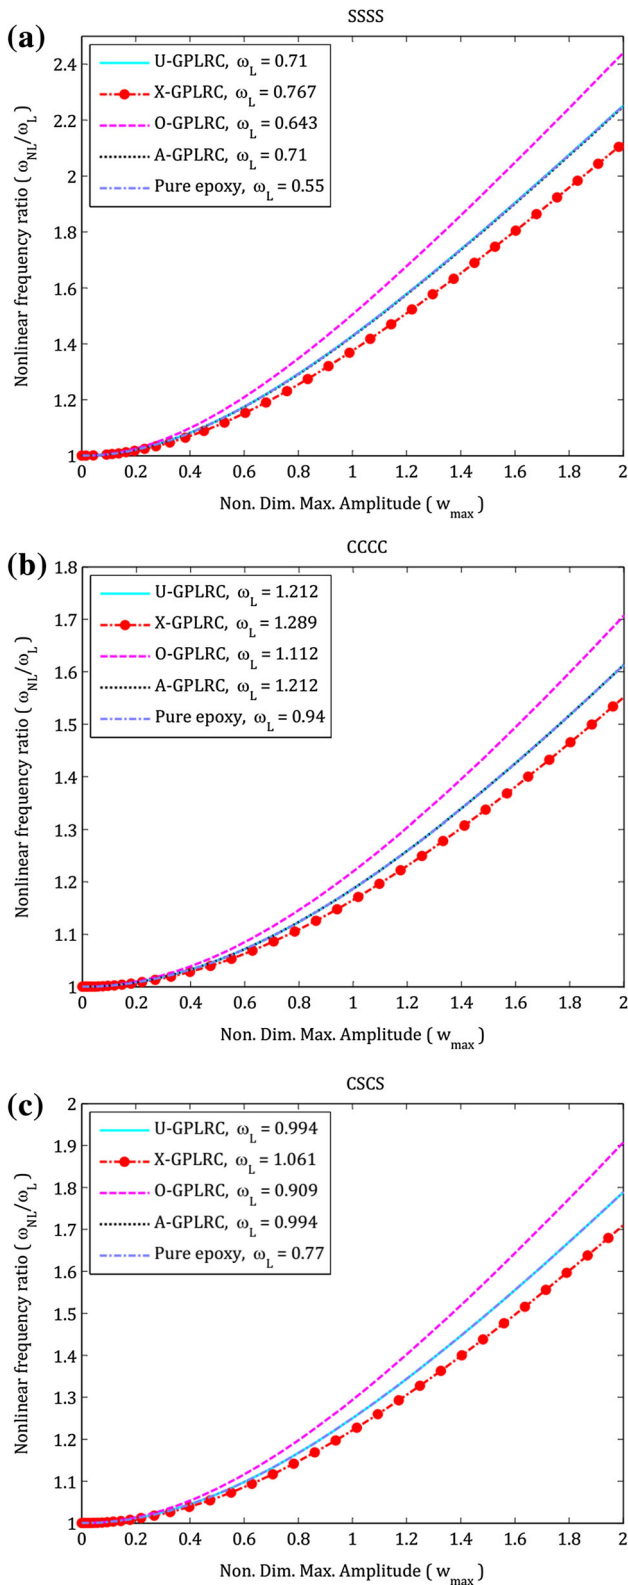 (a)
SSSS
U-GPLRC, ω_L = 0.71
X-GPLRC, ω_L = 0.767
O-GPLRC, ω_L = 0.643
A-GPLRC, ω_L = 0.71
Pure epoxy, ω_L = 0.55
Nonlinear frequency ratio ( ω_NL/ω_L)
2.4
2.2
2
1.8
1.6
1.4
1.2
1
0 0.2 0.4 0.6 0.8 1 1.2 1.4 1.6 1.8 2
Non. Dim. Max. Amplitude ( w_max )
(b)
CCCC
U-GPLRC, ω_L = 1.212
X-GPLRC, ω_L = 1.289
O-GPLRC, ω_L = 1.112
A-GPLRC, ω_L = 1.212
Pure epoxy, ω_L = 0.94
Nonlinear frequency ratio ( ω_NL/ω_L)
1.8
1.7
1.6
1.5
1.4
1.3
1.2
1.1
1
0 0.2 0.4 0.6 0.8 1 1.2 1.4 1.6 1.8 2
Non. Dim. Max. Amplitude ( w_max )
(c)
CSCS
U-GPLRC, ω_L = 0.994
X-GPLRC, ω_L = 1.061
O-GPLRC, ω_L = 0.909
A-GPLRC, ω_L = 0.994
Pure epoxy, ω_L = 0.77
Nonlinear frequency ratio ( ω_NL/ω_L)
2
1.9
1.8
1.7
1.6
1.5
1.4
1.3
1.2
1.1
1
0 0.2 0.4 0.6 0.8 1 1.2 1.4 1.6 1.8 2
Non. Dim. Max. Amplitude ( w_max )